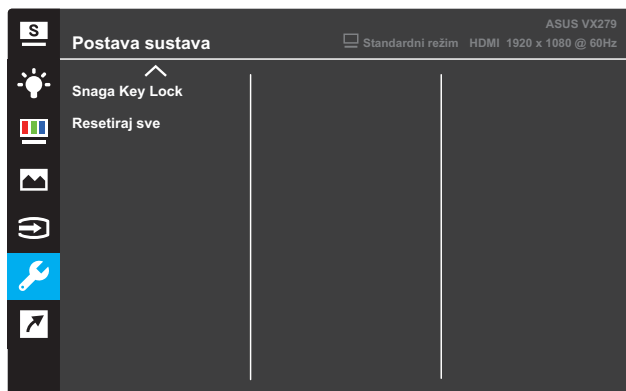 S
ASUS VX279
Postava sustava
Standardni režim HDMI 1920 x 1080 @ 60Hz
Snaga Key Lock
Resetiraj sve